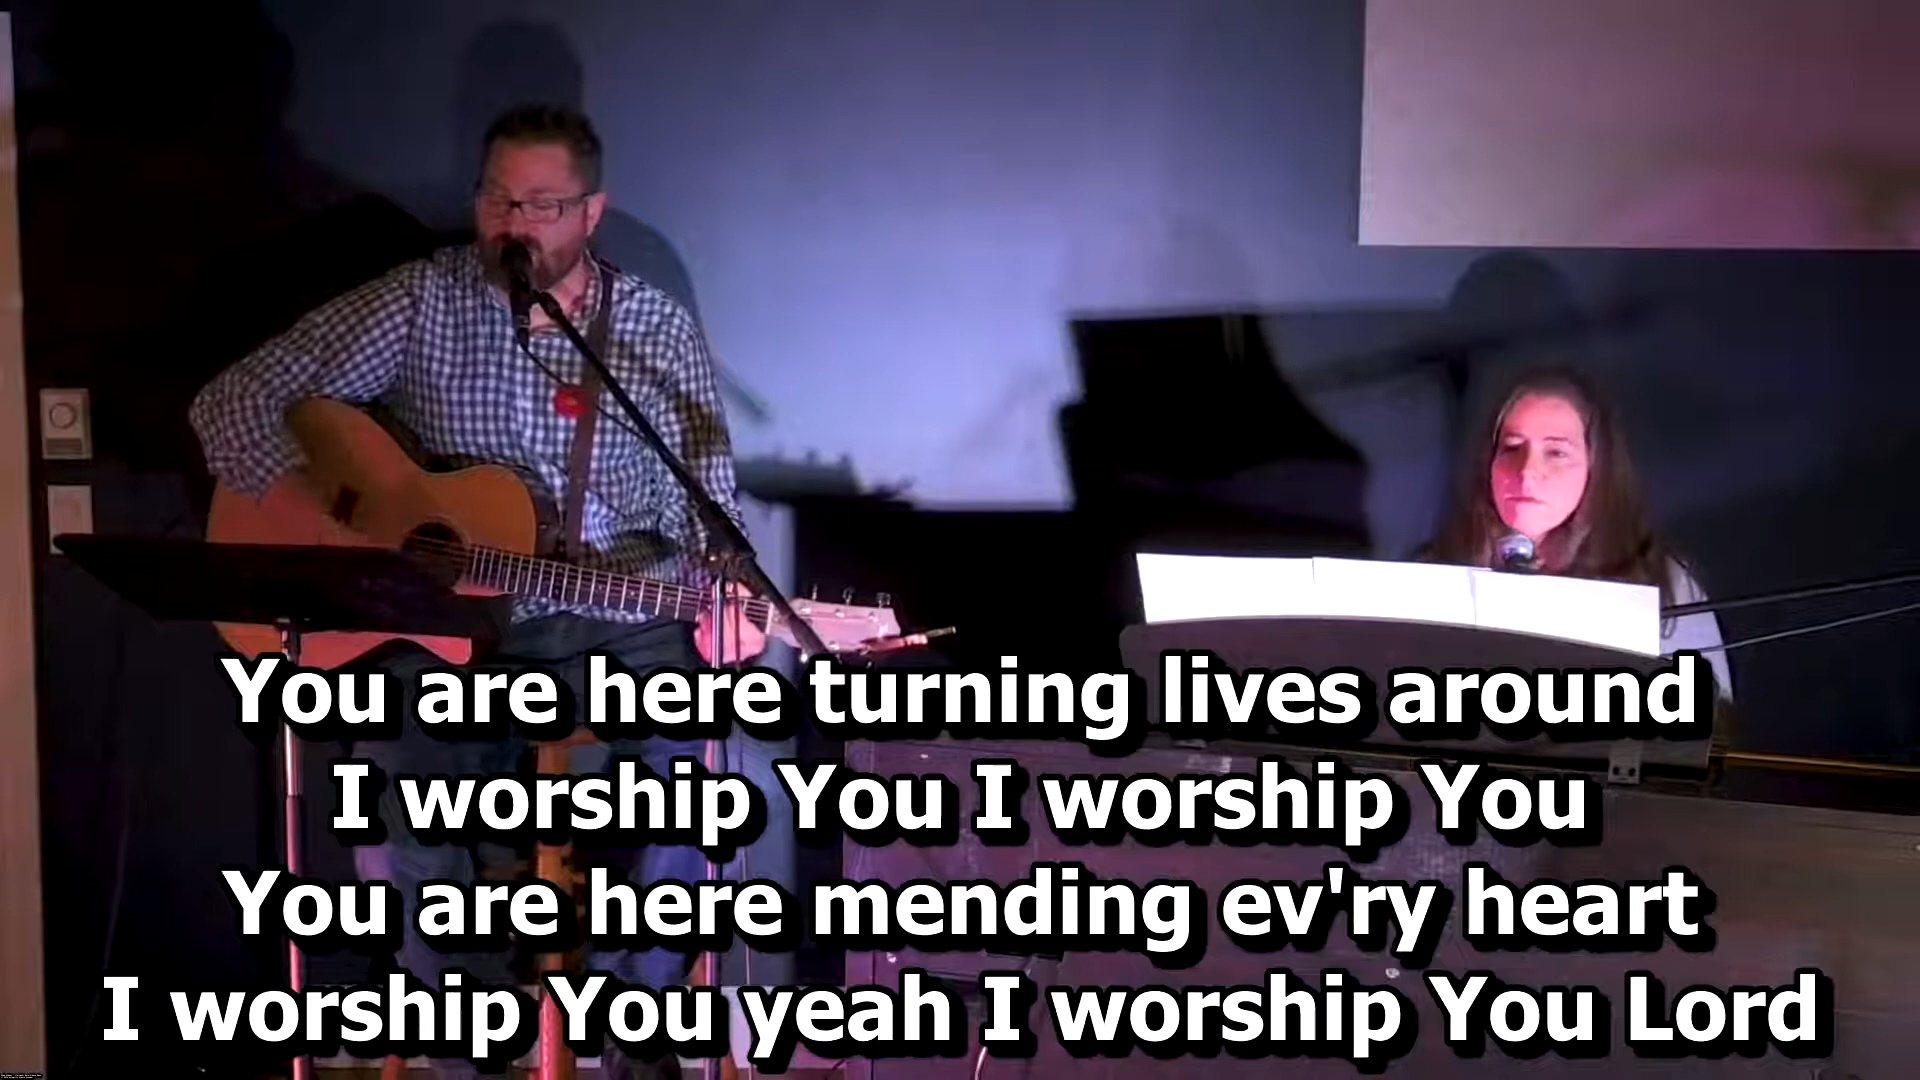 You are here turning lives around
I worship You I worship You
You are here mending ev'ry heart
I worship You yeah I worship You Lord